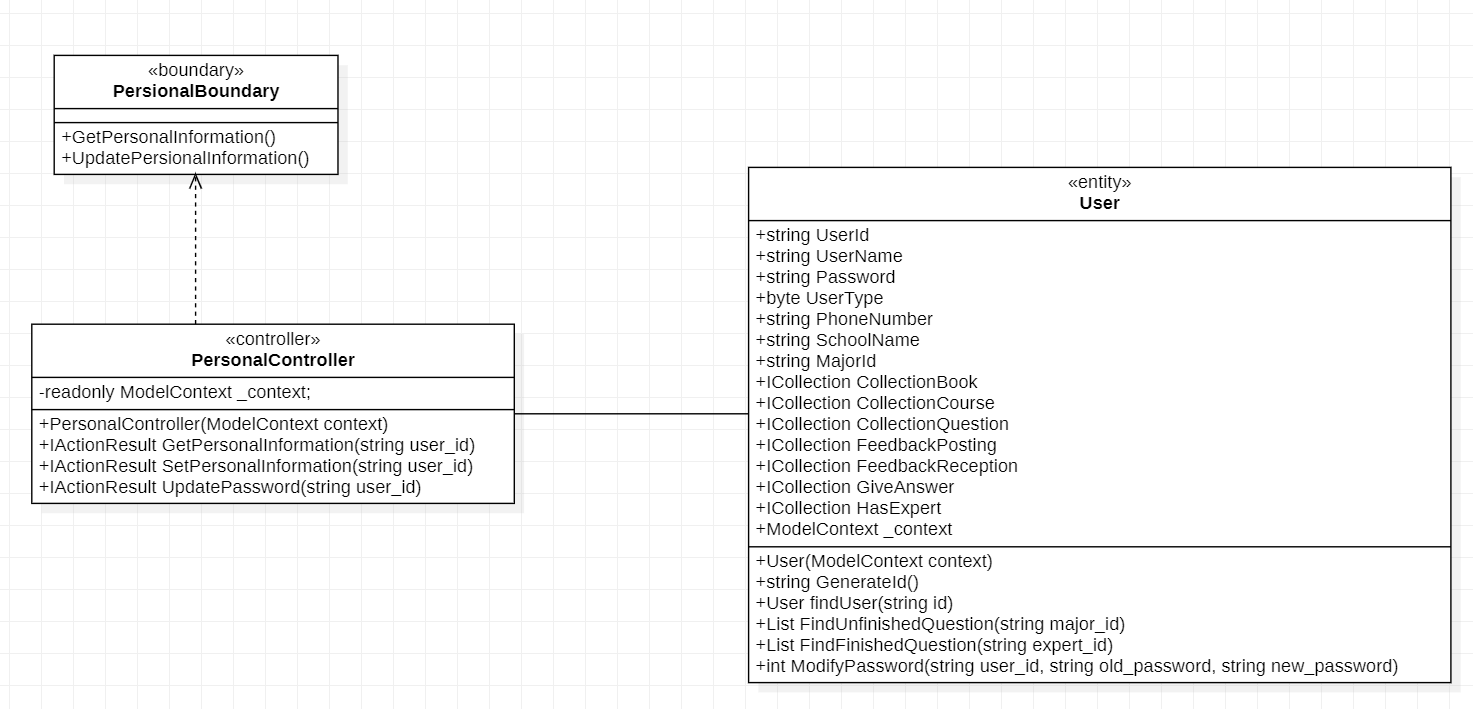 «boundary»
PersionalBoundary
+GetPersonalInformation()
+UpdatePersionalInformation()
«controller»
PersonalController
-readonly ModelContext _context;
+PersonalController(ModelContext context)
+IActionResult GetPersonalInformation(string user_id)
+IActionResult SetPersonalInformation(string user_id)
+IActionResult UpdatePassword(string user_id)
«entity»
User
+string UserId
+string UserName
+string Password
+byte UserType
+string PhoneNumber
+string SchoolName
+string MajorId
+ICollection CollectionBook
+ICollection CollectionCourse
+ICollection CollectionQuestion
+ICollection FeedbackPosting
+ICollection FeedbackReception
+ICollection GiveAnswer
+ICollection HasExpert
+ModelContext _context
+User(ModelContext context)
+string GenerateId()
+User findUser(string id)
+List FindUnfinishedQuestion(string major_id)
+List FindFinishedQuestion(string expert_id)
+int ModifyPassword(string user_id, string old_password, string new_password)